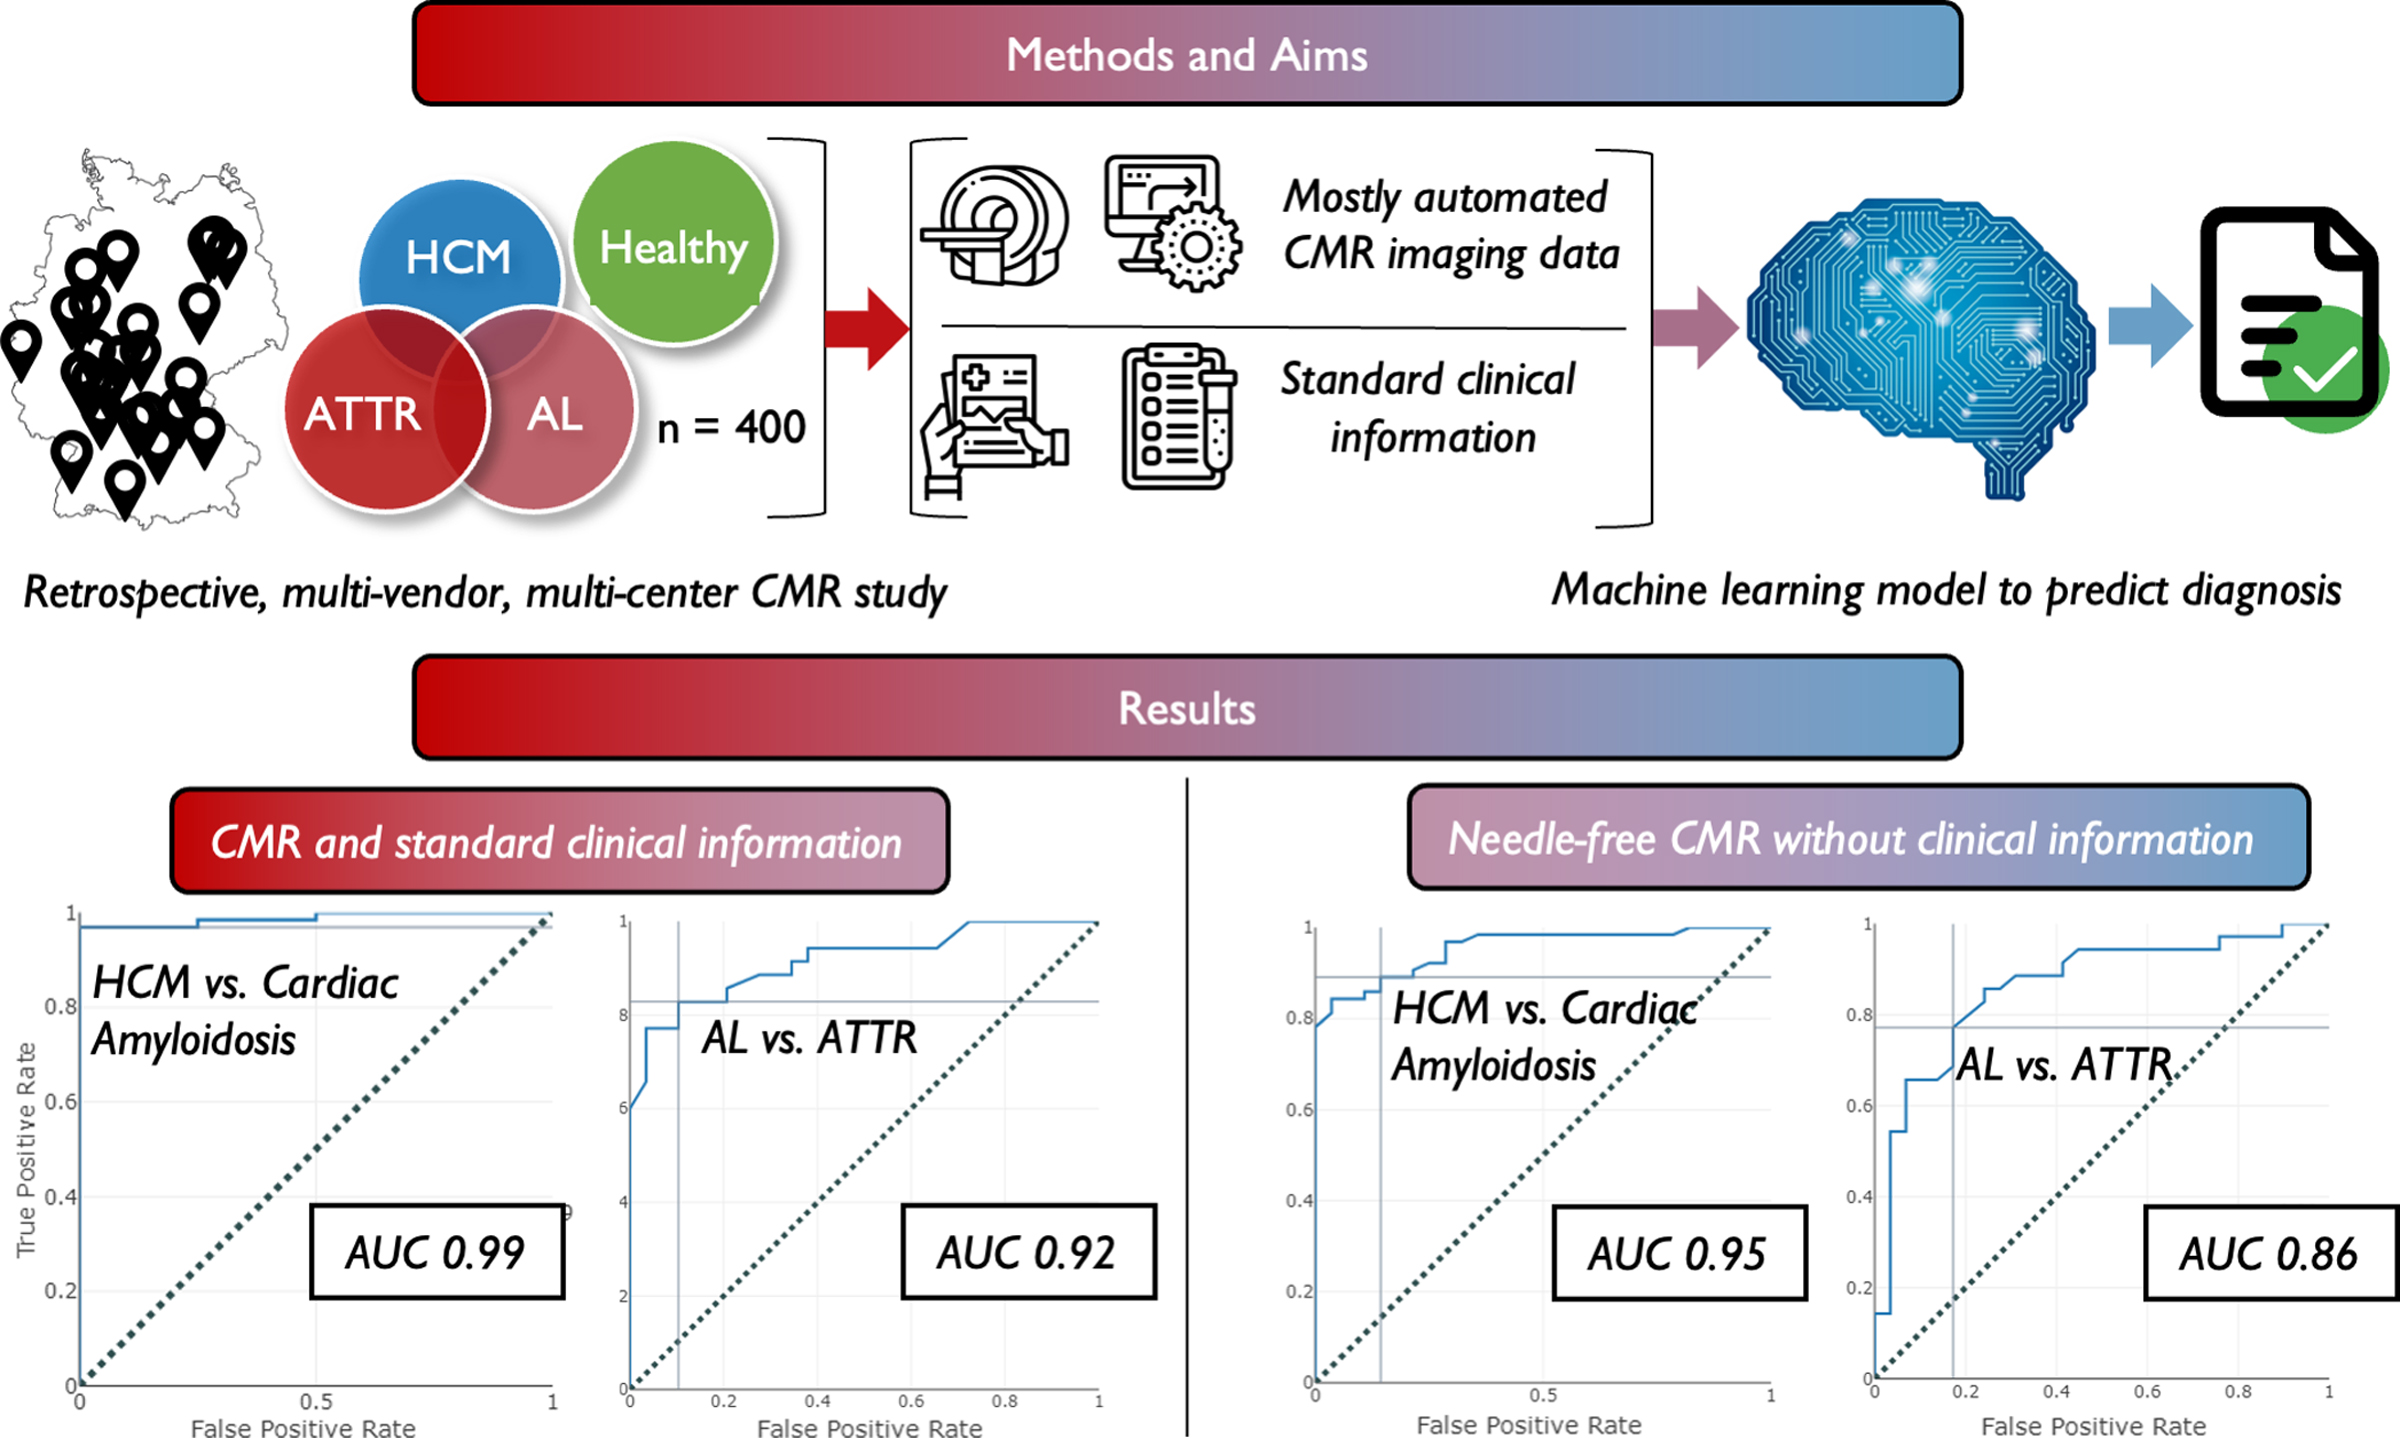 Methods and Aims
HCM
Healthy
ATTR
AL
n = 400
Mostly automated
CMR imaging data
Standard clinical
information
Retrospective, multi-vendor, multi-center CMR study
Machine learning model to predict diagnosis
Results
CMR and standard clinical information
Needle-free CMR without clinical information
True Positive Rate
1
0.8
0.6
0.4
0.2
0
HCM vs. Cardiac
Amyloidosis
9
AUC 0.99
0
0.5
1
False Positive Rate
1
8
6
4
2
0
AL vs. ATTR
AUC 0.92
0
0.2
0.4
0.6
0.8
1
False Positive Rate
1
0.8
0.6
0.4
0.2
0
HCM vs. Cardiac
Amyloidosis
AUC 0.95
0
0.5
1
False Positive Rate
1
0.8
0.6
0.4
0.2
0
AL vs. ATTR
AUC 0.86
0
0.2
0.4
0.6
0.8
1
False Positive Rate